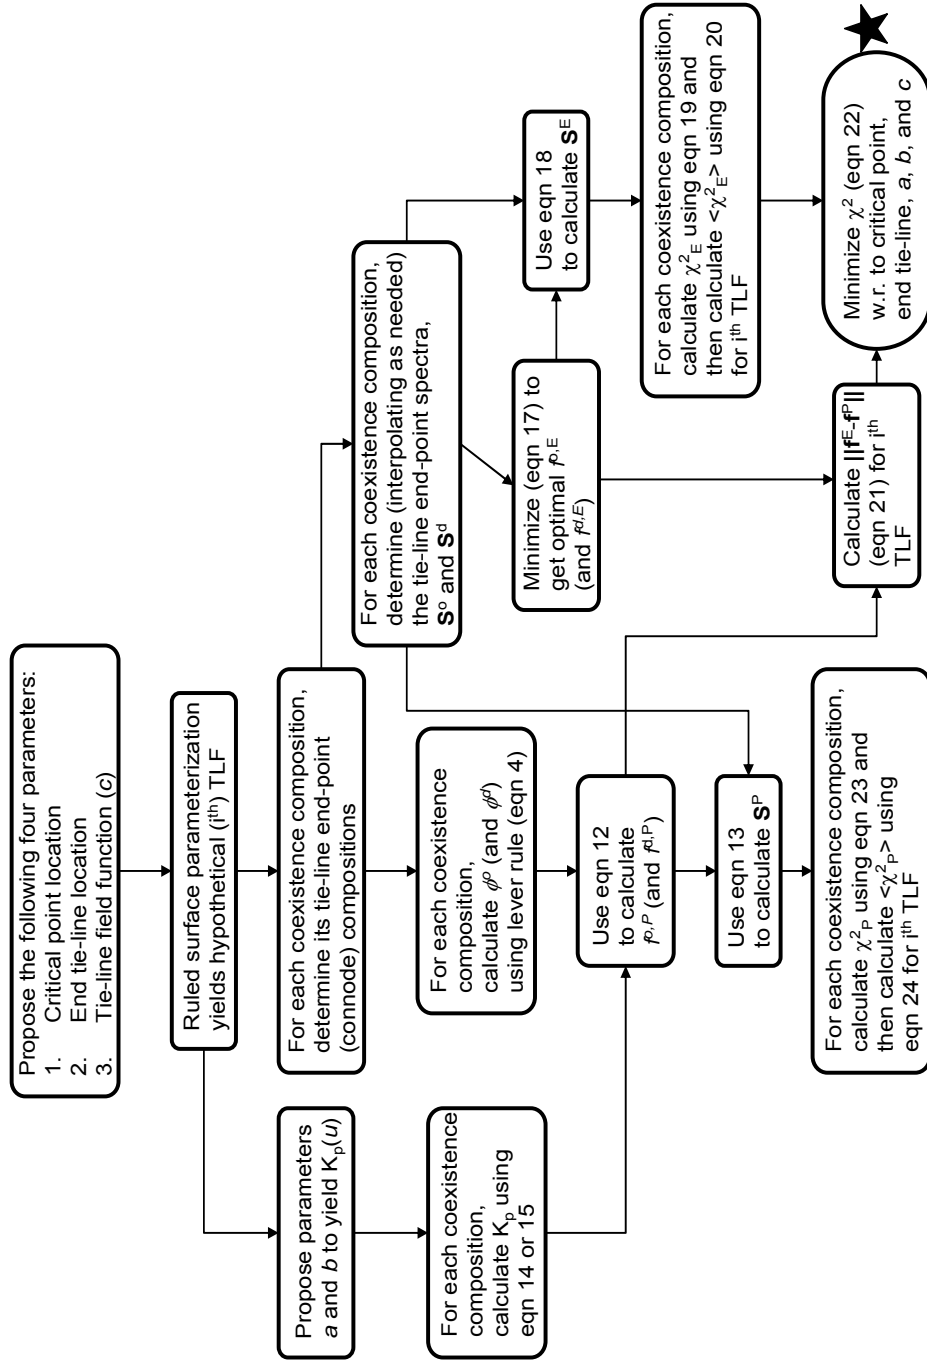 Propose the following four parameters:
1. Critical point location
2. End tie-line location
3. Tie-line field function (c)
Ruled surface parameterization
yields hypothetical (iᵗʰ) TLF
Propose parameters
a and b to yield Kₚ(u)
For each coexistence composition,
determine its tie-line end-point
(connode) compositions
For each coexistence composition,
determine (interpolating as needed)
the tie-line end-point spectra,
Sᵒ and Sᵈ
For each coexistence
composition,
calculate Kₚ using
eqn 14 or 15
For each coexistence
composition,
calculate ϕᵒ (and ϕᵈ)
using lever rule (eqn 4)
Minimize (eqn 17) to
get optimal fᵒ,ᴱ
(and fᵈ,ᴱ)
Use eqn 18
to calculate Sᴱ
Use eqn 12
to calculate
fᵒ,ᴾ (and fᵈ,ᴾ)
For each coexistence composition,
calculate χ²_E using eqn 19 and
then calculate <χ²_E> using eqn 20
for iᵗʰ TLF
Use eqn 13
to calculate Sᴾ
For each coexistence composition,
calculate χ²_P using eqn 23 and
then calculate <χ²_P> using
eqn 24 for iᵗʰ TLF
Calculate ||fᴱ-fᴾ||
(eqn 21) for iᵗʰ
TLF
Minimize χ² (eqn 22)
w.r. to critical point,
end tie-line, a, b, and c